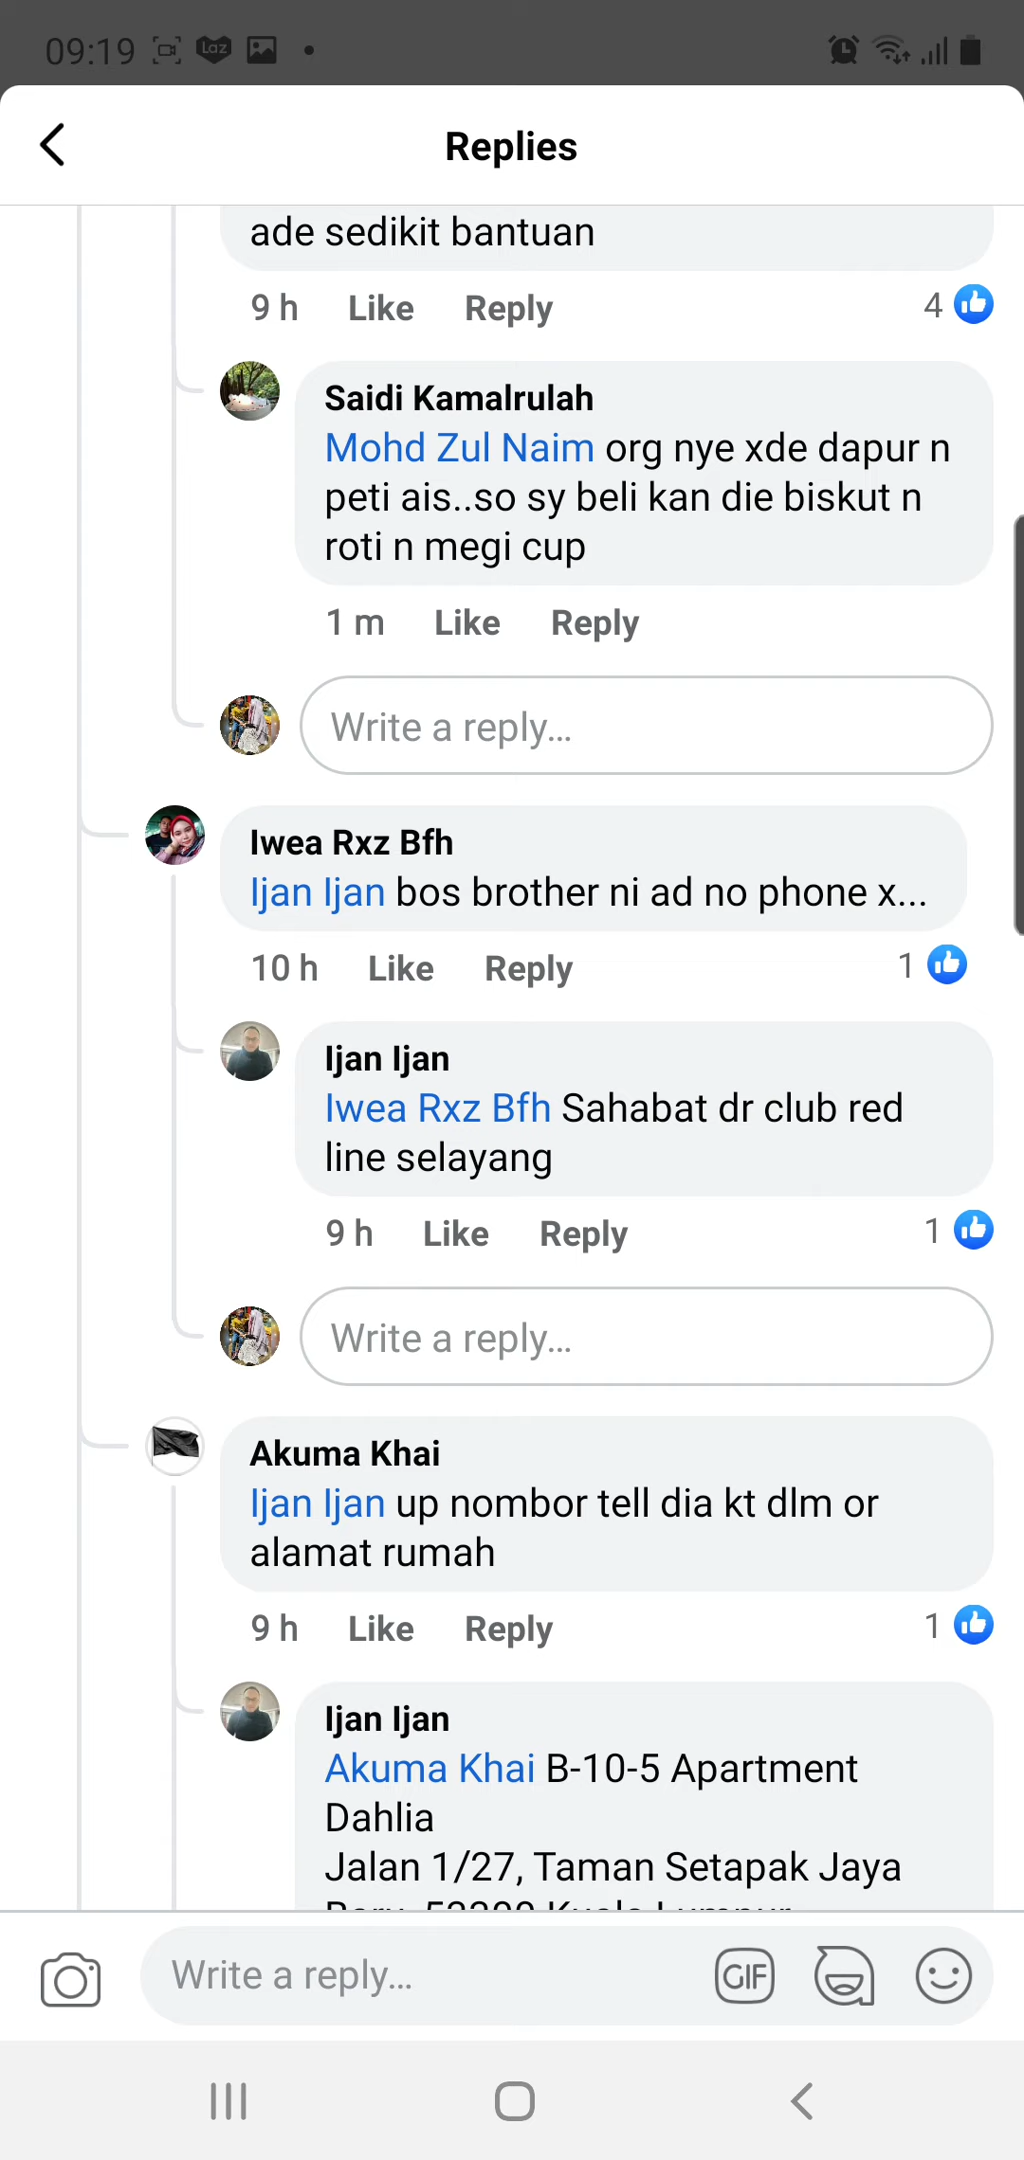 09:19
Laz
Replies
ade sedikit bantuan
9 h Like Reply 4
Saidi Kamalrulah
Mohd Zul Naim org nye xde dapur n
peti ais..so sy beli kan die biskut n
roti n megi cup
1 m Like Reply
Write a reply...
Iwea Rxz Bfh
Ijan Ijan bos brother ni ad no phone x...
10 h Like Reply 1
Ijan Ijan
Iwea Rxz Bfh Sahabat dr club red
line selayang
9 h Like Reply 1
Write a reply...
Akuma Khai
Ijan Ijan up nombor tell dia kt dlm or
alamat rumah
9 h Like Reply 1
Ijan Ijan
Akuma Khai B-10-5 Apartment
Dahlia
Jalan 1/27, Taman Setapak Jaya
Kuala Lumpur
Write a reply...
GIF